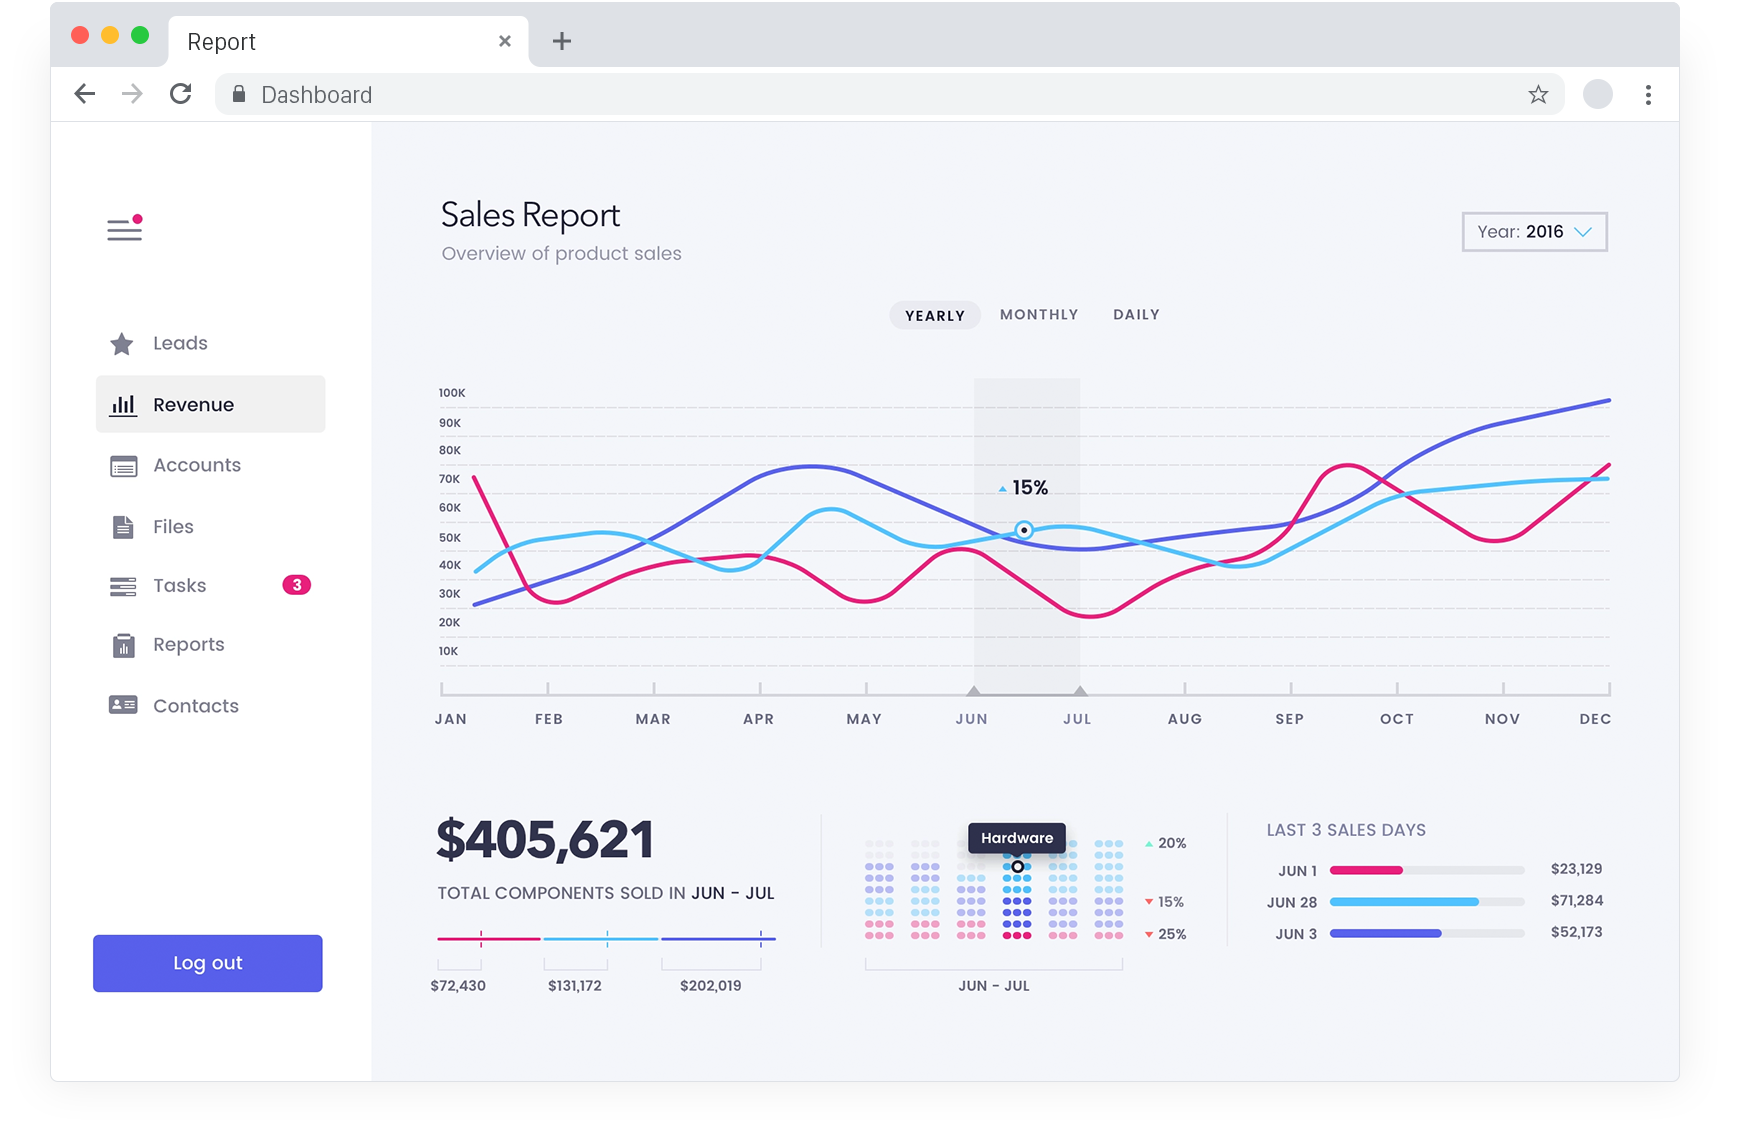 Report
Dashboard
Sales Report
Overview of product sales
Year: 2016
YEARLY MONTHLY DAILY
Leads
Revenue
Accounts
Files
Tasks 3
Reports
Contacts
Log out
100K
90K
80K
70K
60K
50K
40K
30K
20K
10K
15%
JAN FEB MAR APR MAY JUN JUL AUG SEP OCT NOV DEC
$405,621
TOTAL COMPONENTS SOLD IN JUN - JUL
$72,430 $131,172 $202,019
Hardware
20%
15%
25%
JUN - JUL
LAST 3 SALES DAYS
JUN 1 $23,129
JUN 28 $71,284
JUN 3 $52,173